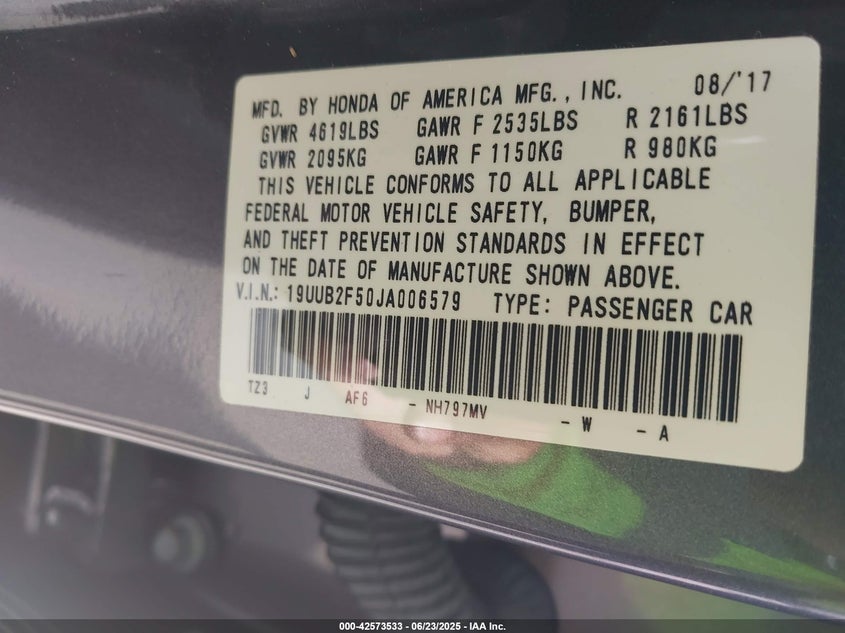 MFD. BY HONDA OF AMERICA MFG., INC. 08/'17
GVWR 4619LBS GAWR F 2535LBS R 2161LBS
GVWR 2095KG GAWR F 1150KG R 980KG
THIS VEHICLE CONFORMS TO ALL APPLICABLE
FEDERAL MOTOR VEHICLE SAFETY, BUMPER,
AND THEFT PREVENTION STANDARDS IN EFFECT
ON THE DATE OF MANUFACTURE SHOWN ABOVE.
V.I.N.: 19UUB2F50JA006579 TYPE: PASSENGER CAR
TZ3 J AF6 - NH797MV - W - A
000-42573533 / 06/23/2025 - IAA Inc.